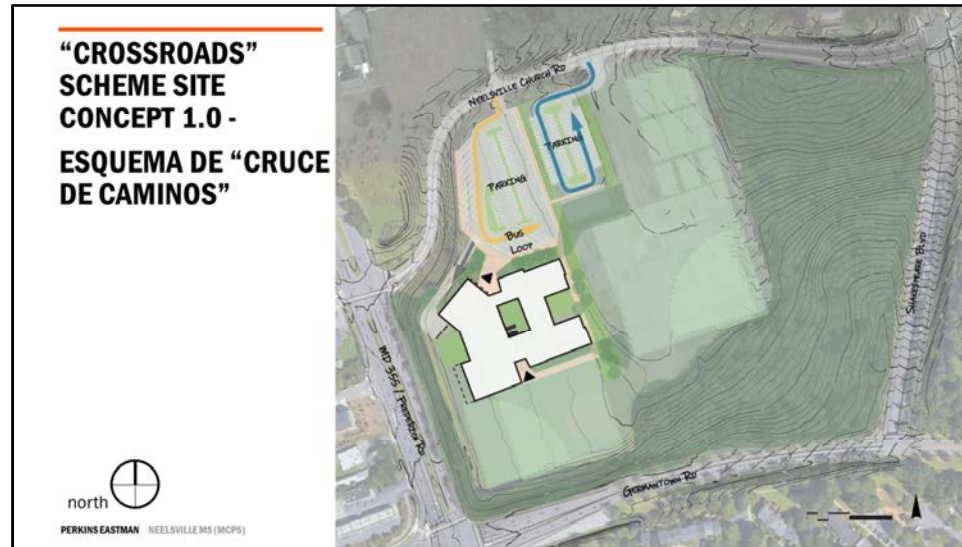 “CROSSROADS”
SCHEME SITE
CONCEPT 1.0 -
ESQUEMA DE “CRUCE
DE CAMINOS”
north
PERKINS EASTMAN NEELSVILLE MS (MCPS)
NEELSVILLE CHURCH RD
PARKING
PARKING
BUS
LOOP
MD 355 / FREDERICK RD
SHAKESPEARE BLVD
GERMANTOWN RD